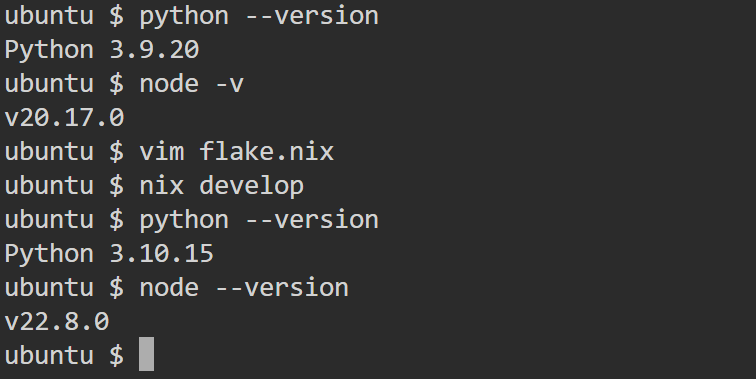 ubuntu $ python --version
Python 3.9.20
ubuntu $ node -v
v20.17.0
ubuntu $ vim flake.nix
ubuntu $ nix develop
ubuntu $ python --version
Python 3.10.15
ubuntu $ node --version
v22.8.0
ubuntu $